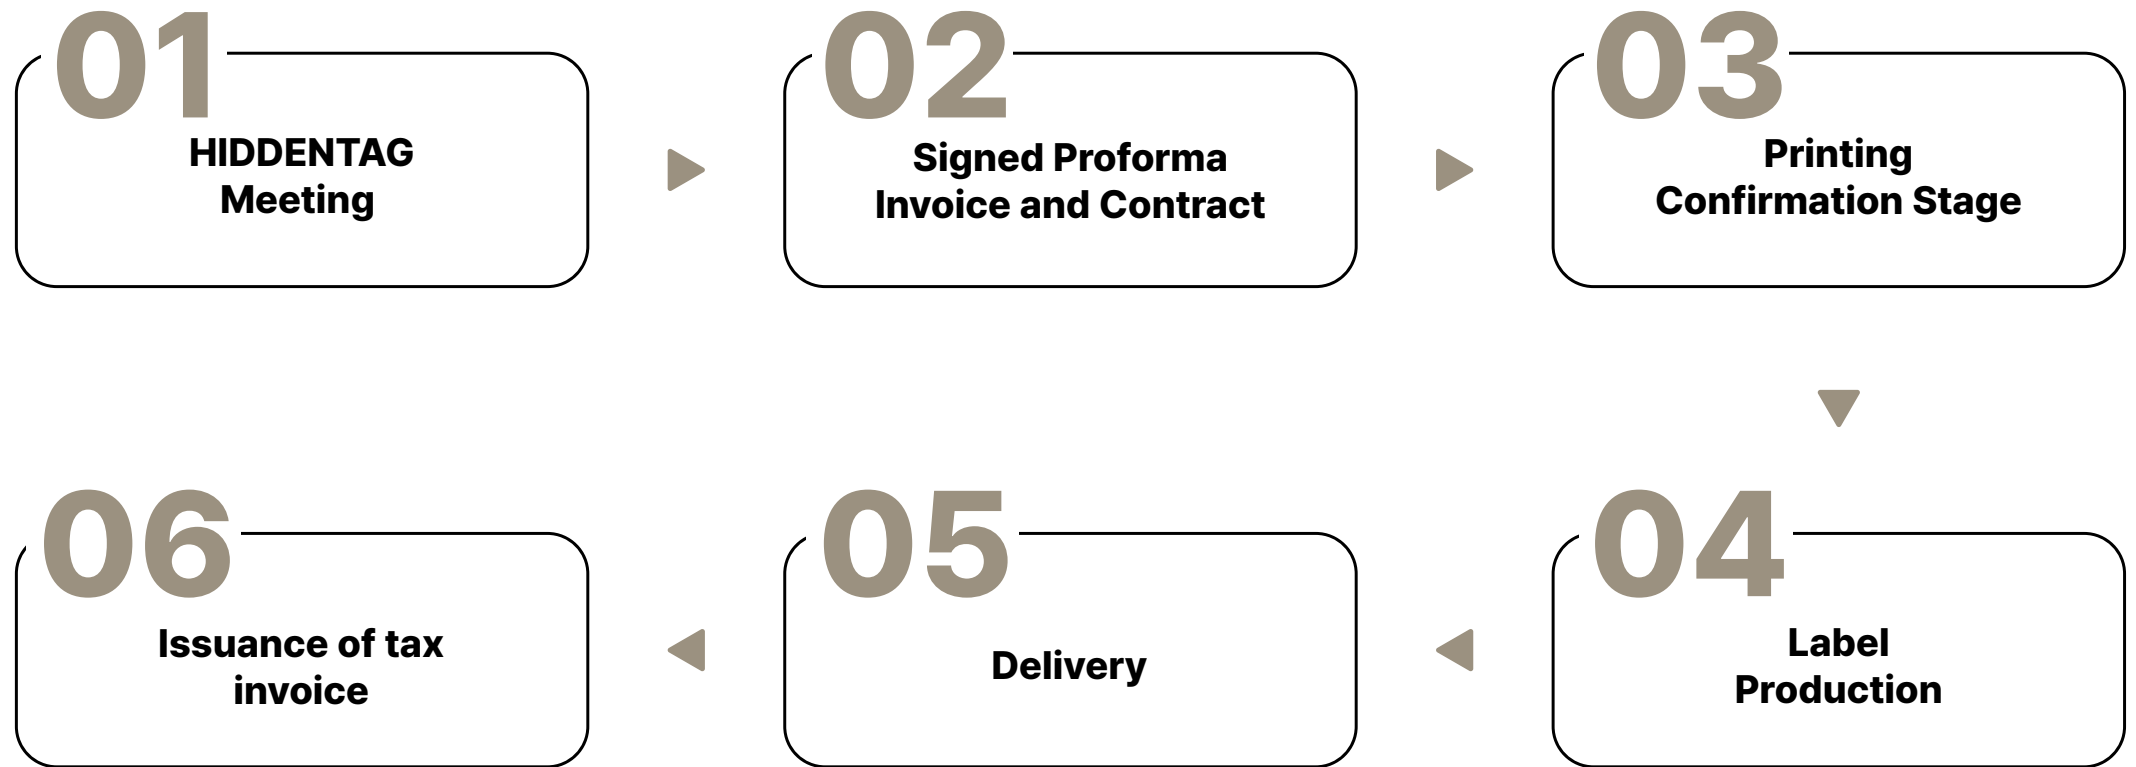 01
HIDDENTAG
Meeting
02
Signed Proforma
Invoice and Contract
03
Printing
Confirmation Stage
04
Label
Production
05
Delivery
06
Issuance of tax
invoice